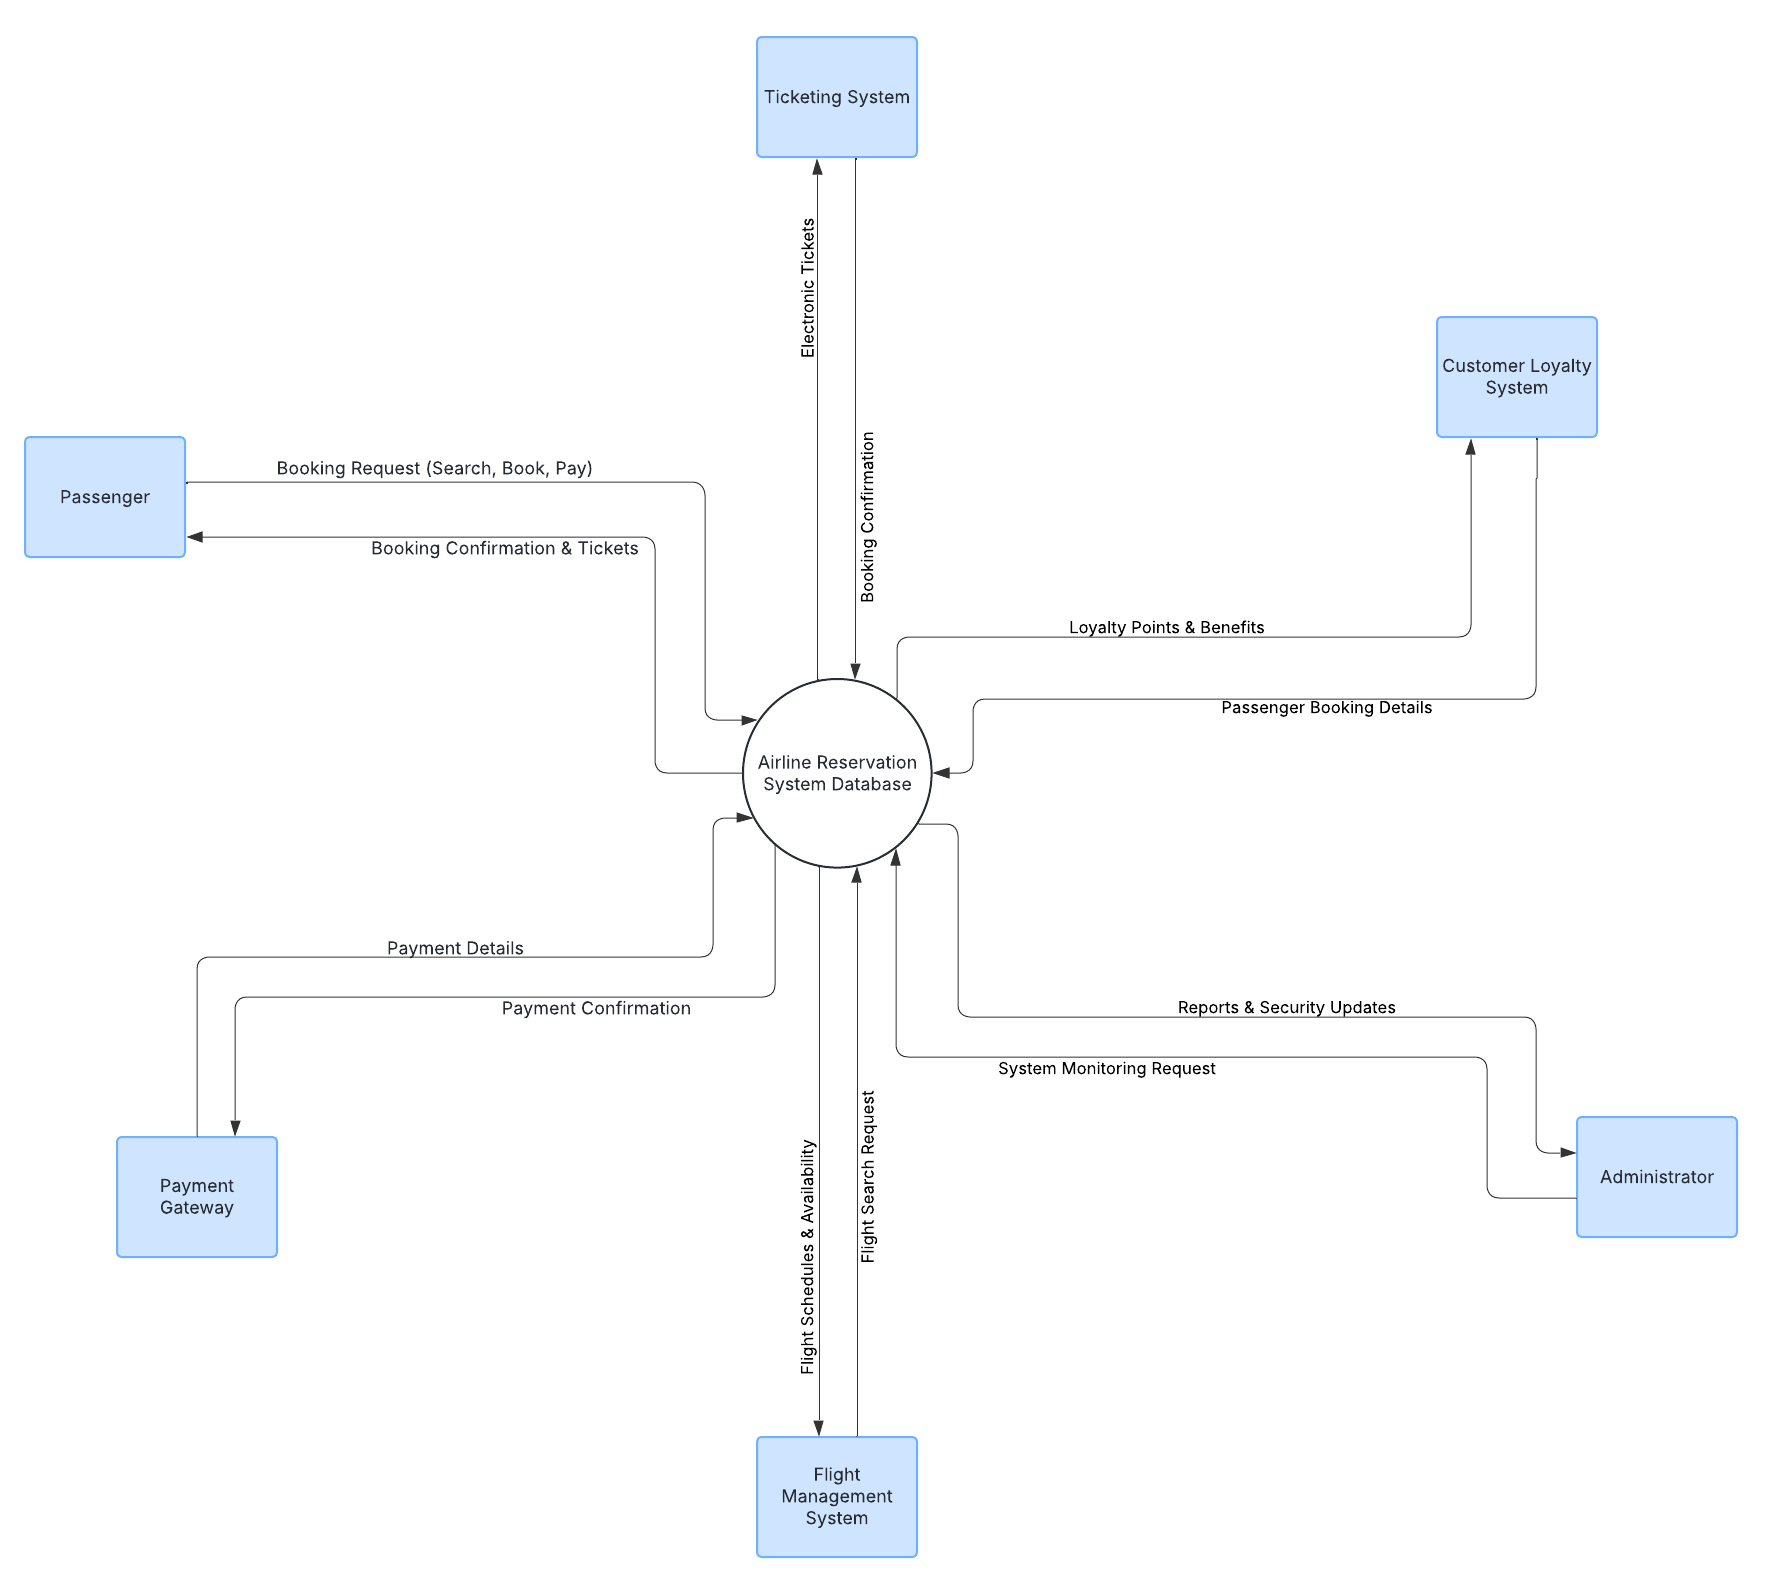 Ticketing System
Electronic Tickets
Customer Loyalty
System
Booking Request (Search, Book, Pay)
Passenger
Booking Confirmation & Tickets
Booking Confirmation
Loyalty Points & Benefits
Passenger Booking Details
Airline Reservation
System Database
Payment Details
Payment Confirmation
Reports & Security Updates
System Monitoring Request
Flight Schedules & Availability
Flight Search Request
Payment
Gateway
Administrator
Flight
Management
System